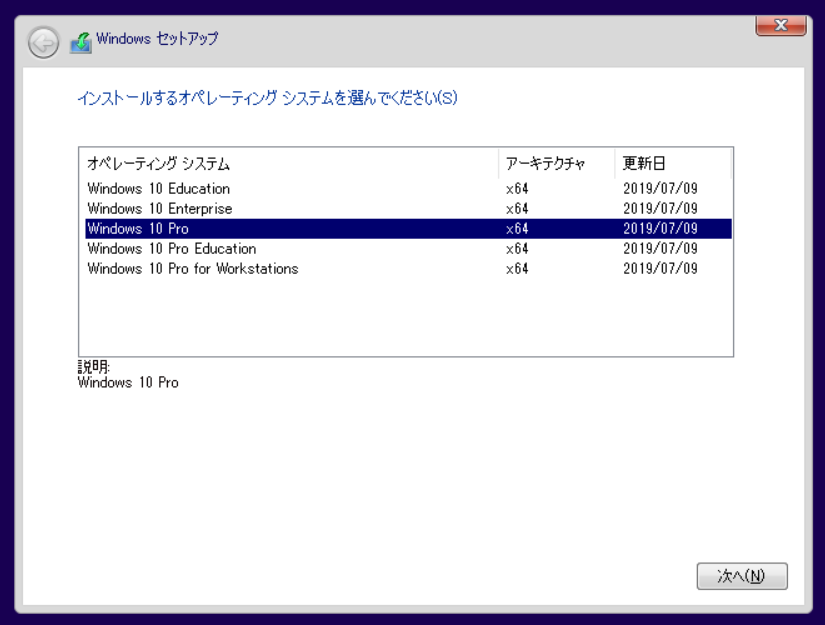 Windows セットアップ
インストールするオペレーティング システムを選んでください(S)
オペレーティング システム アーキテクチャ 更新日
Windows 10 Education x64 2019/07/09
Windows 10 Enterprise x64 2019/07/09
Windows 10 Pro x64 2019/07/09
Windows 10 Pro Education x64 2019/07/09
Windows 10 Pro for Workstations x64 2019/07/09
説明:
Windows 10 Pro
次へ(N)